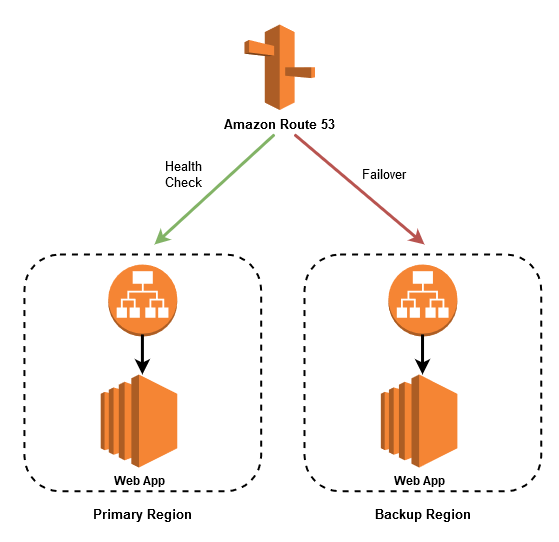 Amazon Route 53
Health
Check
Failover
Web App
Web App
Primary Region
Backup Region